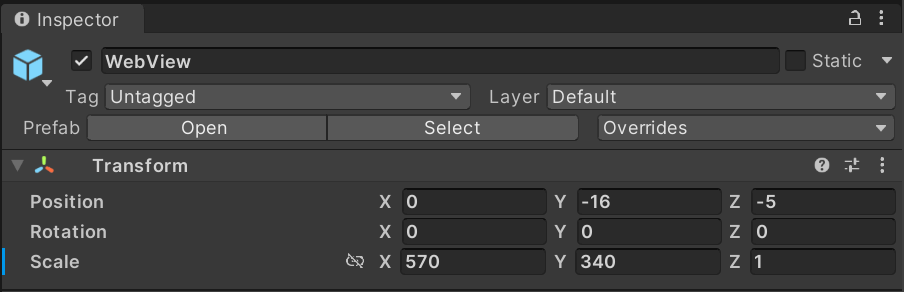 Inspector
WebView Static
Tag Untagged Layer Default
Prefab Open Select Overrides
Transform
Position X 0 Y -16 Z -5
Rotation X 0 Y 0 Z 0
Scale X 570 Y 340 Z 1